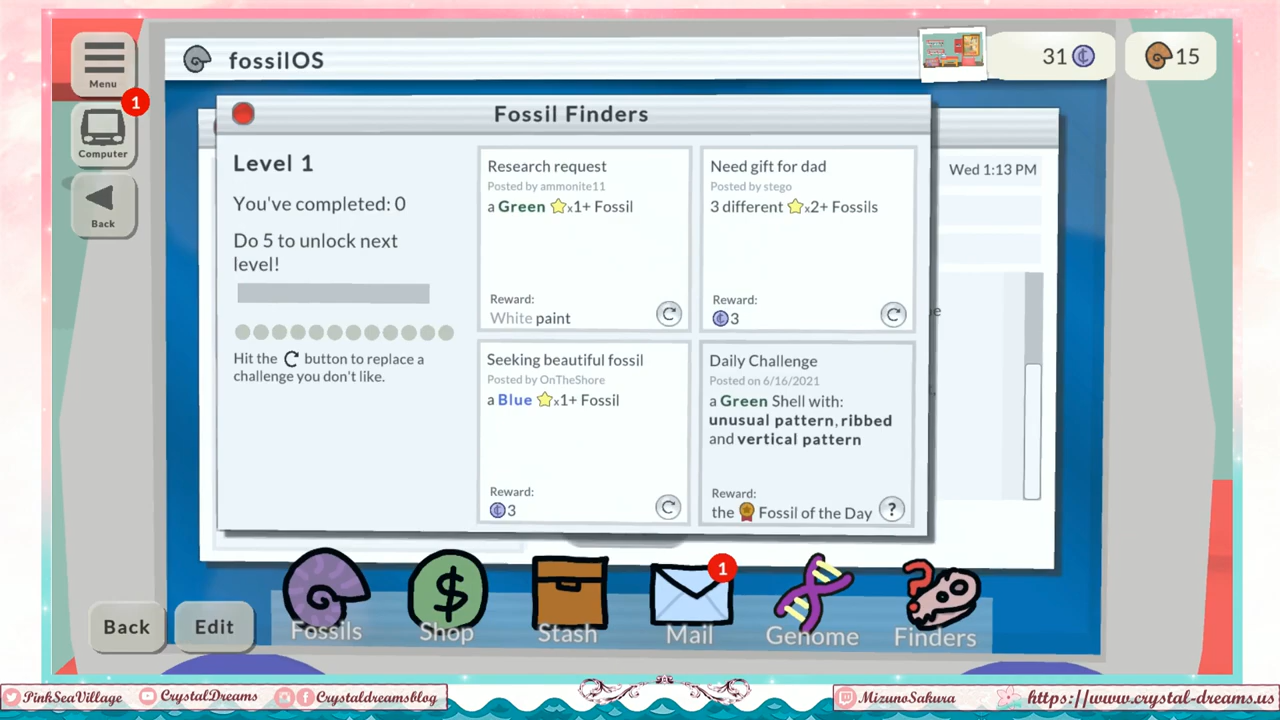 Menu
1
Computer
Back
fossilOS
31
15
Fossil Finders
Level 1
You've completed: 0
Do 5 to unlock next
level!
Hit the button to replace a
challenge you don't like.
Research request
Posted by ammonite11
a Green x1+ Fossil
Reward:
White paint
Need gift for dad
Posted by stego
3 different x2+ Fossils
Reward:
3
Seeking beautiful fossil
Posted by OnTheShore
a Blue x1+ Fossil
Reward:
3
Daily Challenge
Posted on 6/16/2021
a Green Shell with:
unusual pattern, ribbed
and vertical pattern
Reward:
the Fossil of the Day
?
Wed 1:13 PM
Back
Edit
Fossils
$
Shop
Stash
1
Mail
Genome
?
Finders
PinkSeaVillage
CrystalDreams
Crystaldreamsblog
MizunoSakura
https://www.crystal-dreams.us